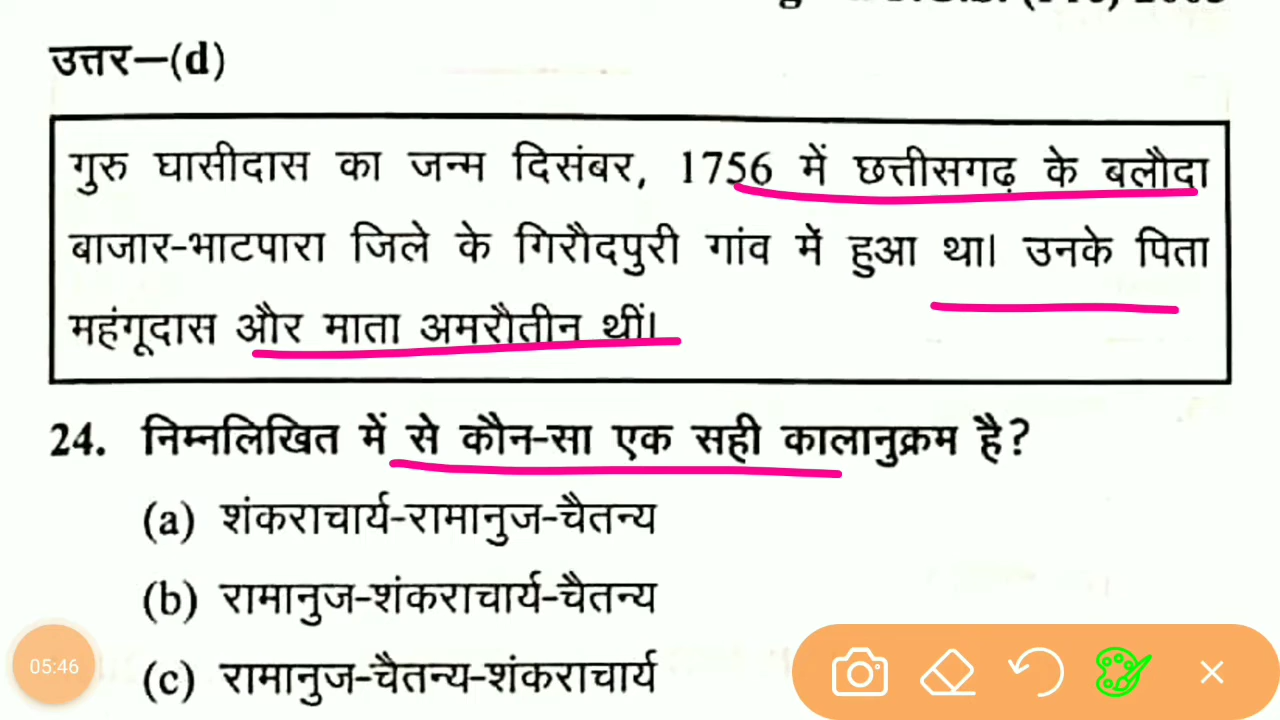 उत्तर–(d)
गुरु घासीदास का जन्म दिसंबर, 1756 में छत्तीसगढ़ के बलौदा
बाजार-भाटपारा जिले के गिरौदपुरी गांव में हुआ था। उनके पिता
महंगूदास और माता अमरौतीन थीं।
24. निम्नलिखित में से कौन-सा एक सही कालानुक्रम है?
(a) शंकराचार्य-रामानुज-चैतन्य
(b) रामानुज-शंकराचार्य-चैतन्य
(c) रामानुज-चैतन्य-शंकराचार्य
05:46